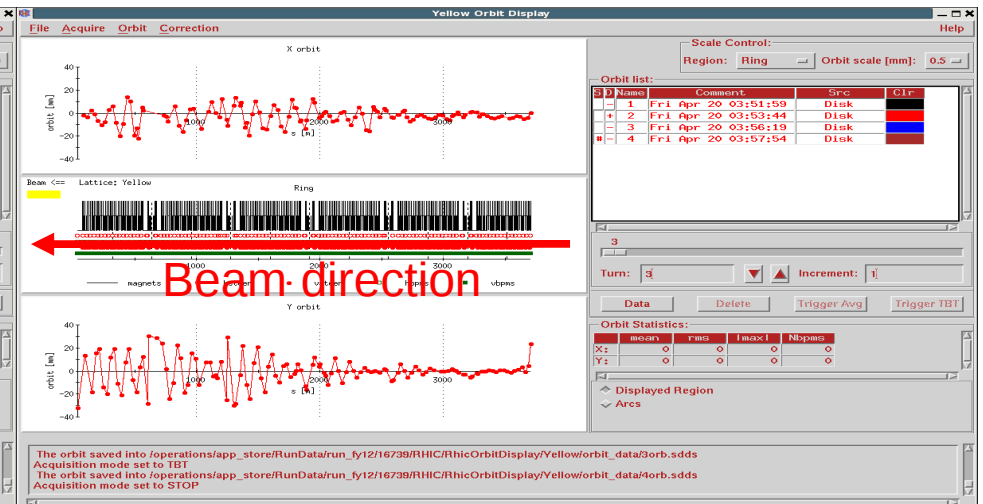 Yellow Orbit Display
File Acquire Orbit Correction Help
X orbit
orbit [mm]
40
20
0
−20
−40
1000 2000 3000
s [m]
Beam <== Lattice: Yellow
Ring
1000 2000 3000
Beam direction
magnets
vbpms
Y orbit
orbit [mm]
40
20
0
−20
−40
1000 2000 3000
s [m]
Scale Control:
Region: Ring Orbit scale [mm]: 0.5
Orbit list:
S D Name Comment Src Clr
− 1 Fri Apr 20 03:51:59 Disk
+ 2 Fri Apr 20 03:53:44 Disk
− 3 Fri Apr 20 03:56:19 Disk
# − 4 Fri Apr 20 03:57:54 Disk
3
Turn: 3 Increment: 1
Data Delete Trigger Avg Trigger TBT
Orbit Statistics:
mean rms |max| Nbpms
X: 0 0 0 0
Y: 0 0 0 0
Displayed Region
Arcs
The orbit saved into /operations/app_store/RunData/run_fy12/16739/RHIC/RhicOrbitDisplay/Yellow/orbit_data/3orb.sdds
Acquisition mode set to TBT
The orbit saved into /operations/app_store/RunData/run_fy12/16739/RHIC/RhicOrbitDisplay/Yellow/orbit_data/4orb.sdds
Acquisition mode set to STOP